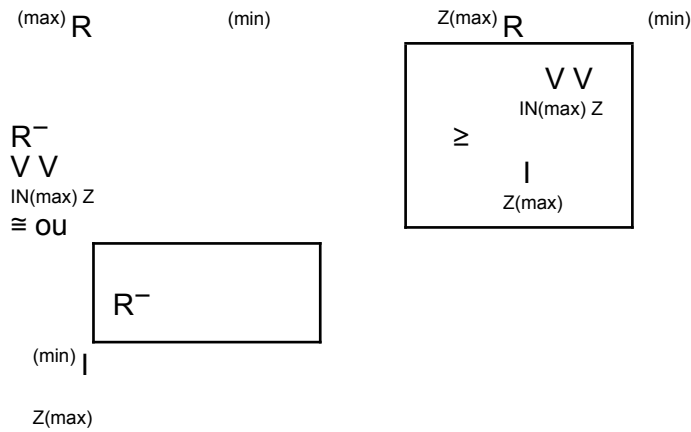 (max) R (min)
Z(max) R (min)
V V
IN(max) Z
≥
I
Z(max)
R–
V V
IN(max) Z
≅ ou
R–
(min) I
Z(max)